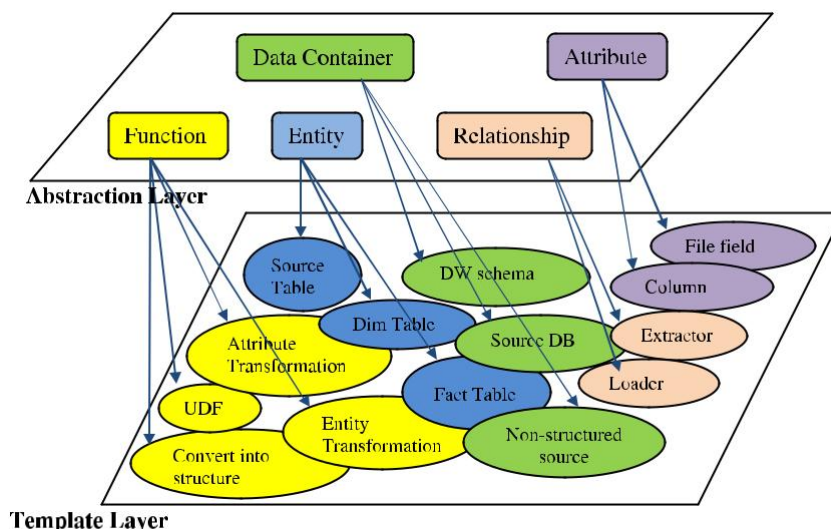 Data Container
Attribute
Function
Entity
Relationship
Abstraction Layer
File field
Source
Table
DW schema
Column
Dim Table
Attribute
Transformation
Source DB
Extractor
Loader
Fact Table
UDF
Entity
Transformation
Non-structured
source
Convert into
structure
Template Layer